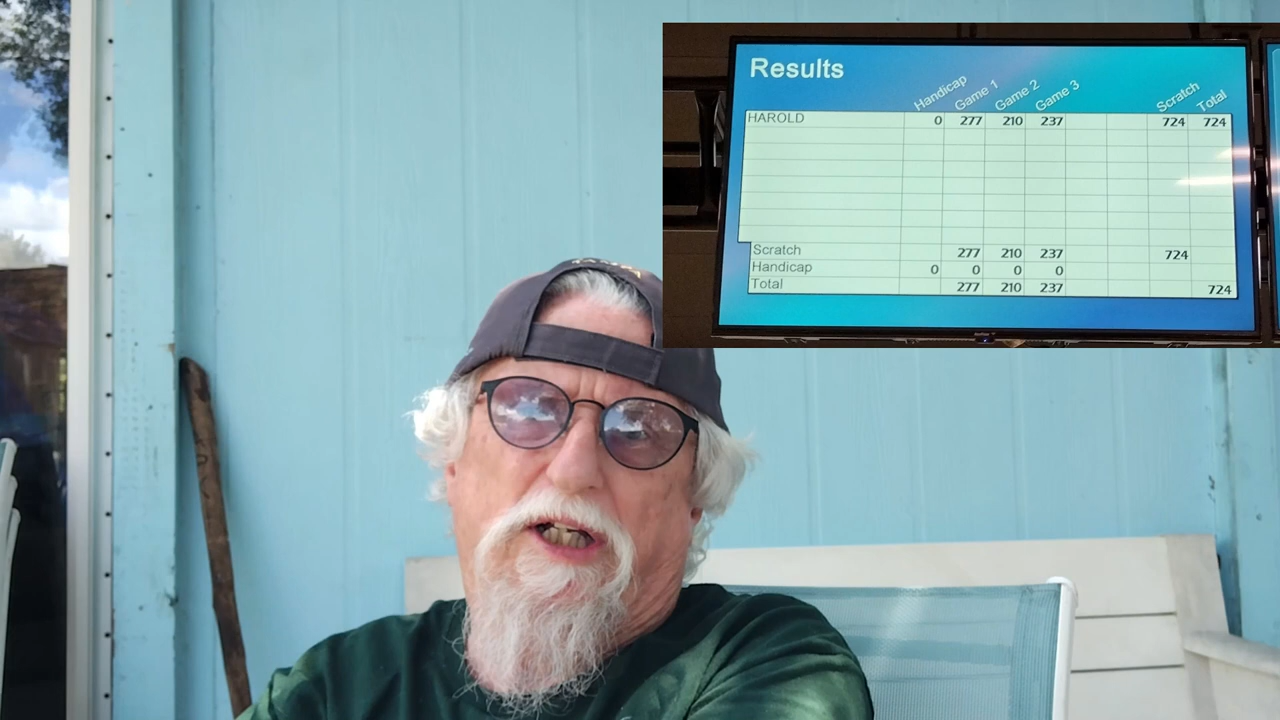 Results
Handicap Game 1 Game 2 Game 3 Scratch Total
HAROLD 0 277 210 237 724 724
Scratch 277 210 237 724
Handicap 0 0 0 0
Total 277 210 237 724